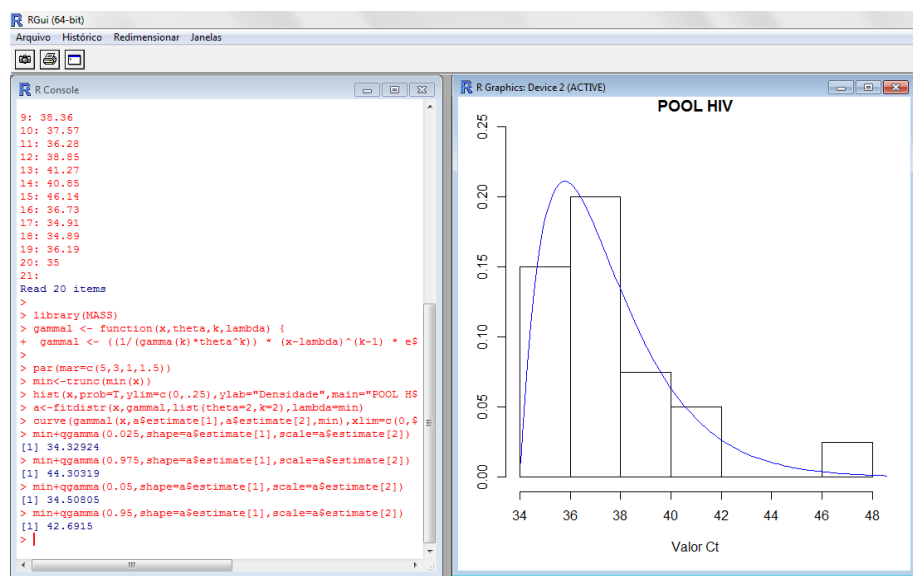 RGui (64-bit)
Arquivo Histórico Redimensionar Janelas
R Console
9: 38.36
10: 37.57
11: 36.28
12: 38.85
13: 41.27
14: 40.85
15: 46.14
16: 36.73
17: 34.91
18: 34.89
19: 36.19
20: 35
21:
Read 20 items
>
> library(MASS)
> gammal <- function(x,theta,k,lambda) {
+ gammal <- ((1/(gamma(k)*theta^k)) * (x-lambda)^(k-1) * e$
>
> par(mar=c(5,3,1,1.5))
> min<-trunc(min(x))
> hist(x,prob=T,ylim=c(0,.25),ylab="Densidade",main="POOL H$
> a<-fitdistr(x,gammal,list(theta=2,k=2),lambda=min)
> curve(gammal(x,a$estimate[1],a$estimate[2],min),xlim=c(0,$
> min+qgamma(0.025,shape=a$estimate[1],scale=a$estimate[2])
[1] 34.32924
> min+qgamma(0.975,shape=a$estimate[1],scale=a$estimate[2])
[1] 44.30319
> min+qgamma(0.05,shape=a$estimate[1],scale=a$estimate[2])
[1] 34.50805
> min+qgamma(0.95,shape=a$estimate[1],scale=a$estimate[2])
[1] 42.6915
>
R Graphics: Device 2 (ACTIVE)
POOL HIV
0.25
0.20
0.15
0.10
0.05
0.00
34 36 38 40 42 44 46 48
Valor Ct